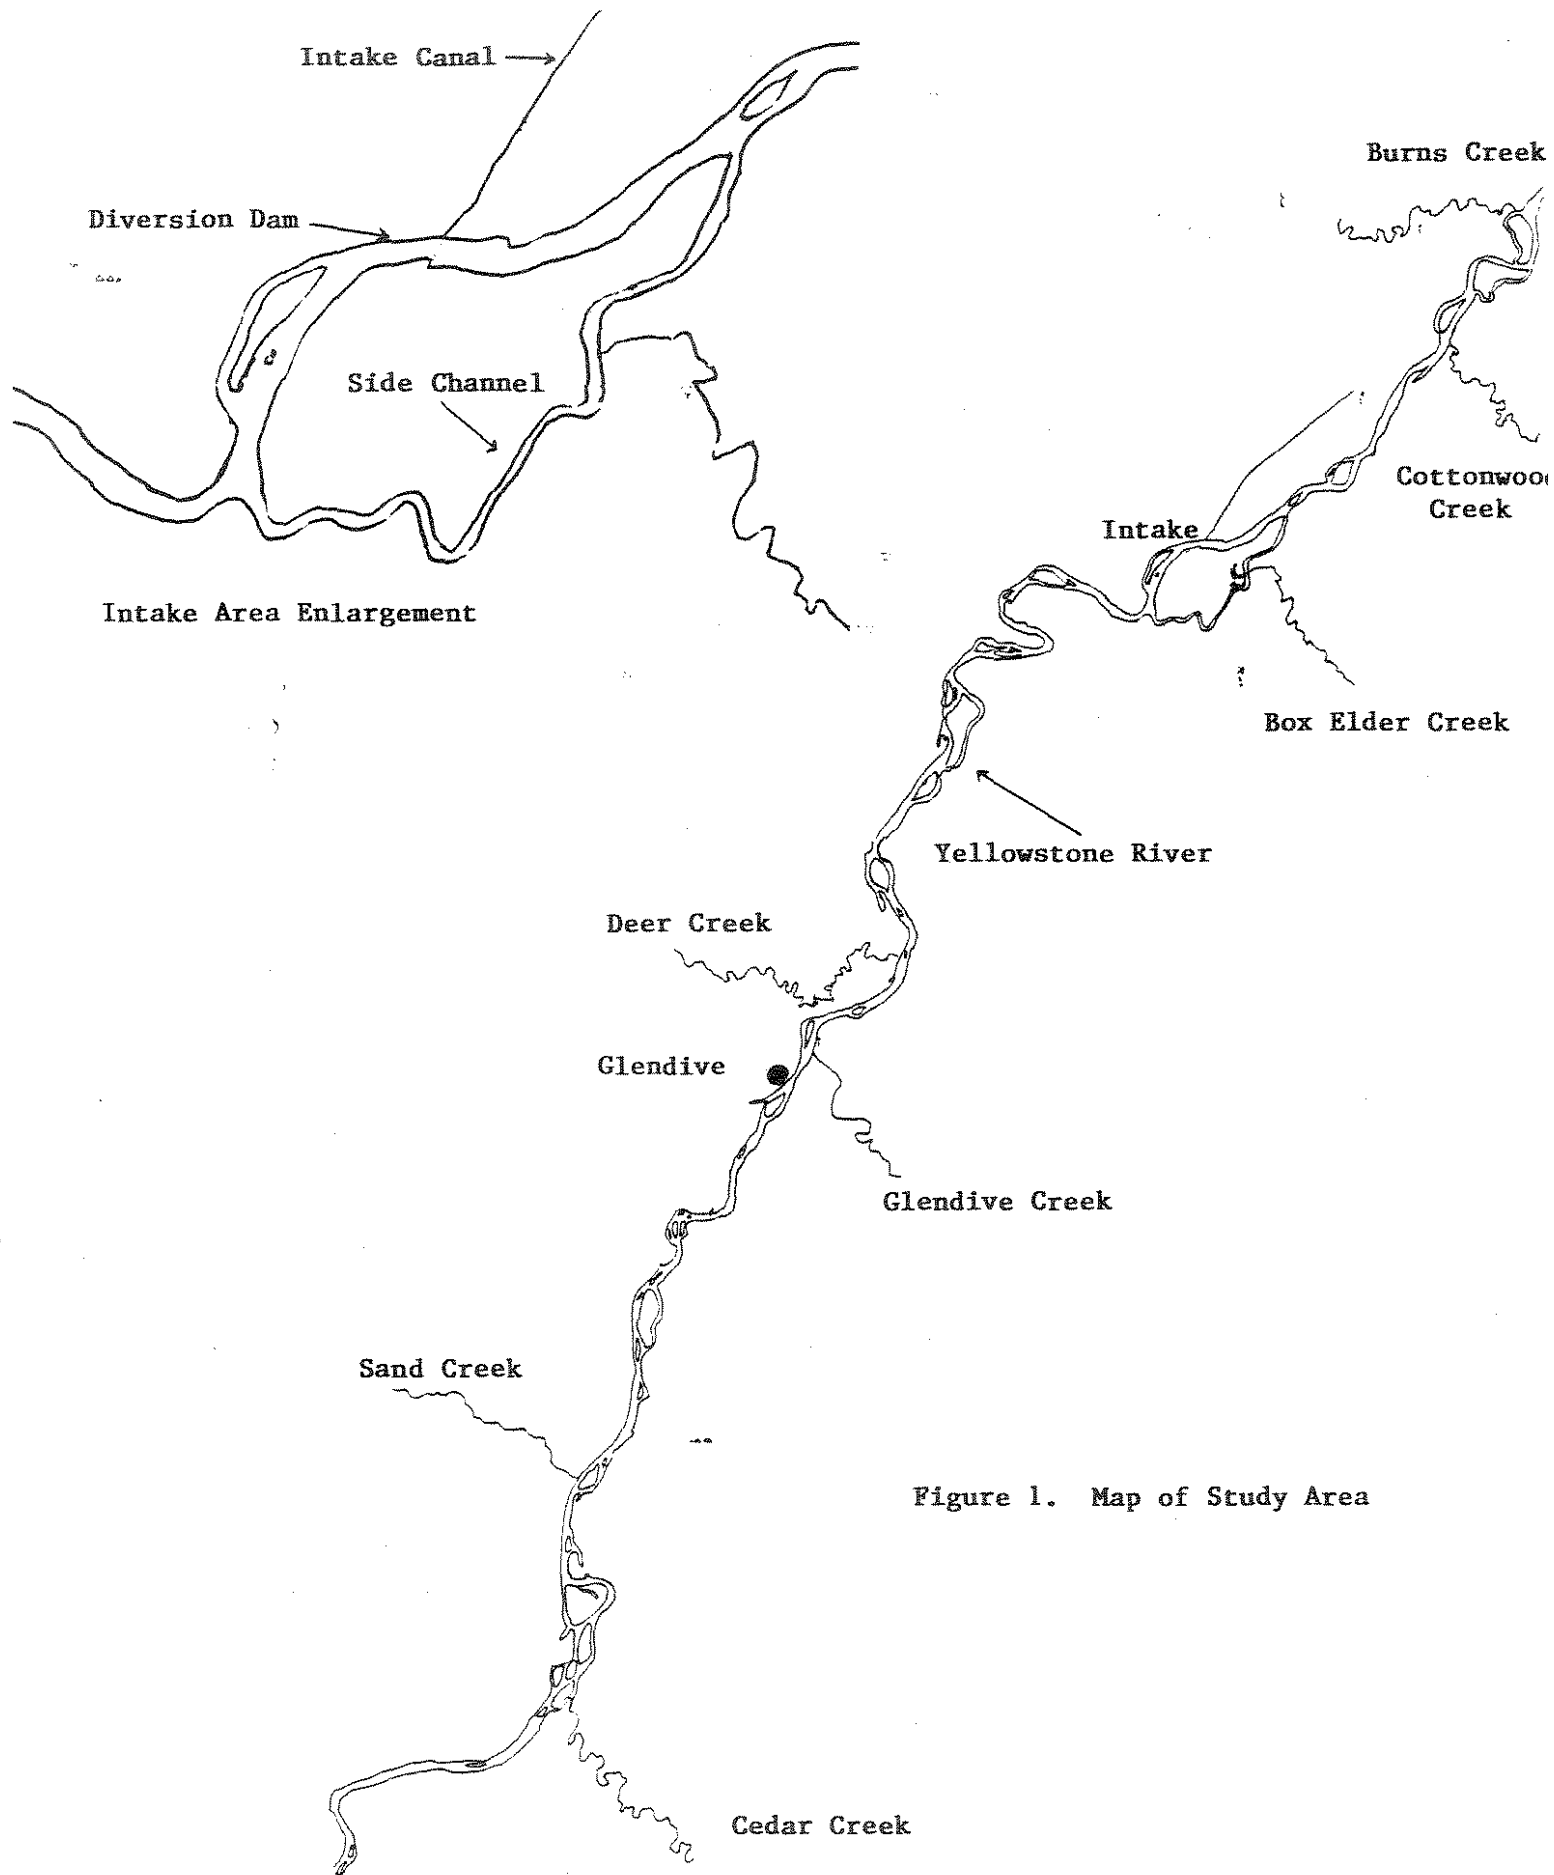 Intake Canal
Burns Creek
Diversion Dam
Side Channel
Cottonwoo
Creek
Intake
Intake Area Enlargement
Box Elder Creek
Yellowstone River
Deer Creek
Glendive
Glendive Creek
Sand Creek
Figure 1. Map of Study Area
Cedar Creek